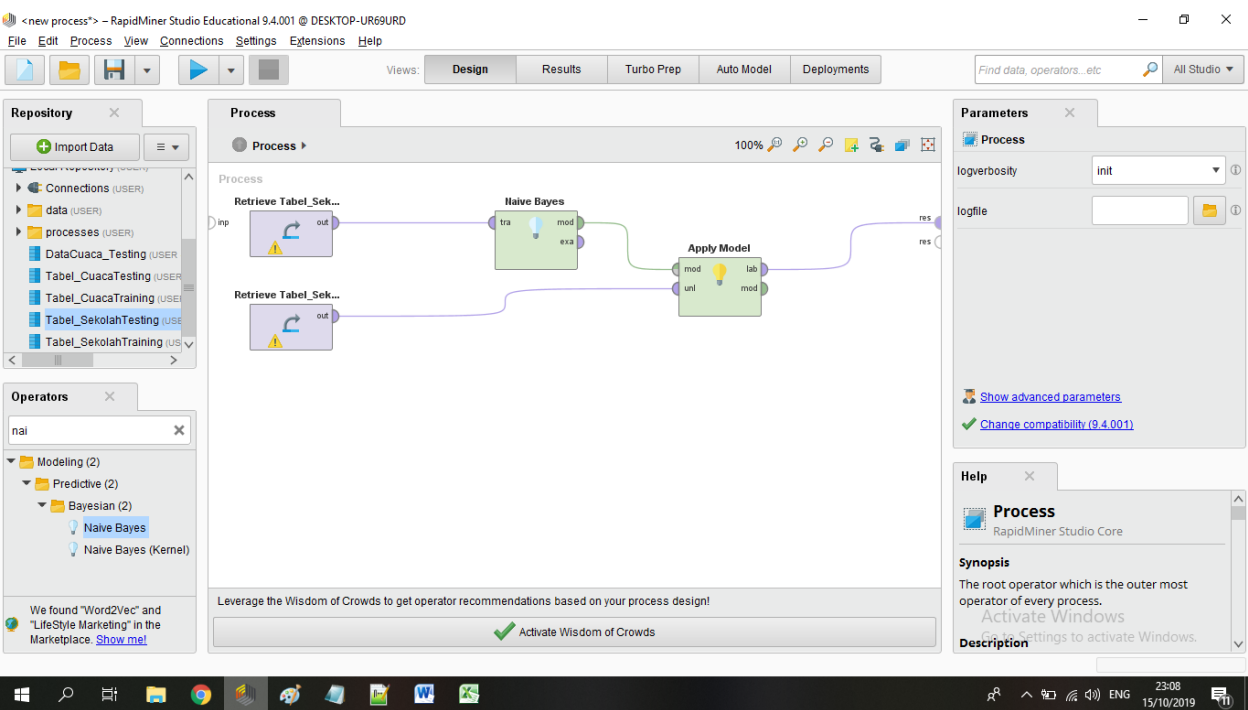 <new process*> – RapidMiner Studio Educational 9.4.001 @ DESKTOP-UR69URD
File Edit Process View Connections Settings Extensions Help
Views: Design Results Turbo Prep Auto Model Deployments
Find data, operators...etc
All Studio ▼
Repository
Import Data
Connections (USER)
data (USER)
processes (USER)
DataCuaca_Testing (USER
Tabel_CuacaTesting (USER
Tabel_CuacaTraining (USE
Tabel_SekolahTesting (USE
Tabel_SekolahTraining (US
Operators
nai
Modeling (2)
Predictive (2)
Bayesian (2)
Naive Bayes
Naive Bayes (Kernel)
We found "Word2Vec" and
"LifeStyle Marketing" in the
Marketplace. Show me!
Process
Process
100%
Process
inp
Retrieve Tabel_Sek...
out
Naive Bayes
tra mod
exa
Apply Model
mod lab
unl mod
Retrieve Tabel_Sek...
out
res
res
Leverage the Wisdom of Crowds to get operator recommendations based on your process design!
Activate Wisdom of Crowds
Parameters
Process
logverbosity
init
logfile
Show advanced parameters
Change compatibility (9.4.001)
Help
Process
RapidMiner Studio Core
Synopsis
The root operator which is the outer most
operator of every process.
Activate Windows
Go to Settings to activate Windows.
Description
ENG
23:08
15/10/2019
11